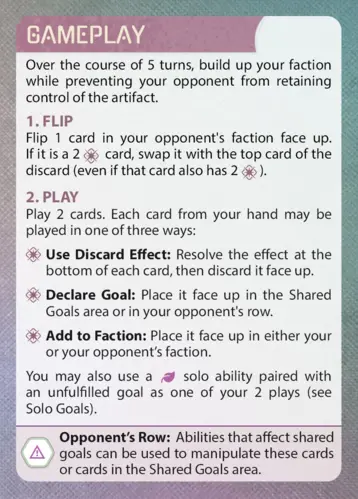 GAMEPLAY
Over the course of 5 turns, build up your faction
while preventing your opponent from retaining
control of the artifact.
1. FLIP
Flip 1 card in your opponent's faction face up.
If it is a 2 card, swap it with the top card of the
discard (even if that card also has 2 ).
2. PLAY
Play 2 cards. Each card from your hand may be
played in one of three ways:
Use Discard Effect: Resolve the effect at the
bottom of each card, then discard it face up.
Declare Goal: Place it face up in the Shared
Goals area or in your opponent's row.
Add to Faction: Place it face up in either your
or your opponent's faction.
You may also use a solo ability paired with
an unfulfilled goal as one of your 2 plays (see
Solo Goals).
Opponent's Row: Abilities that affect shared
goals can be used to manipulate these cards
or cards in the Shared Goals area.